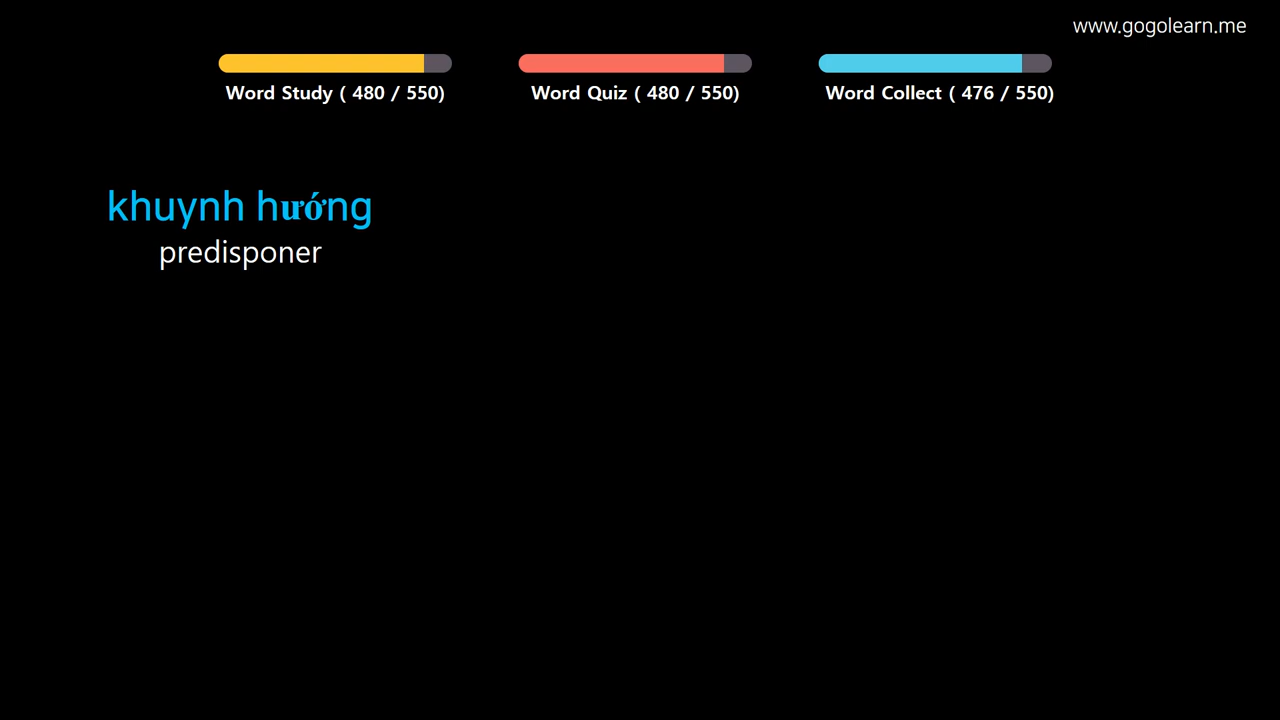 www.gogolearn.me
Word Study ( 480 / 550)
Word Quiz ( 480 / 550)
Word Collect ( 476 / 550)
khuynh hướng
predisponer